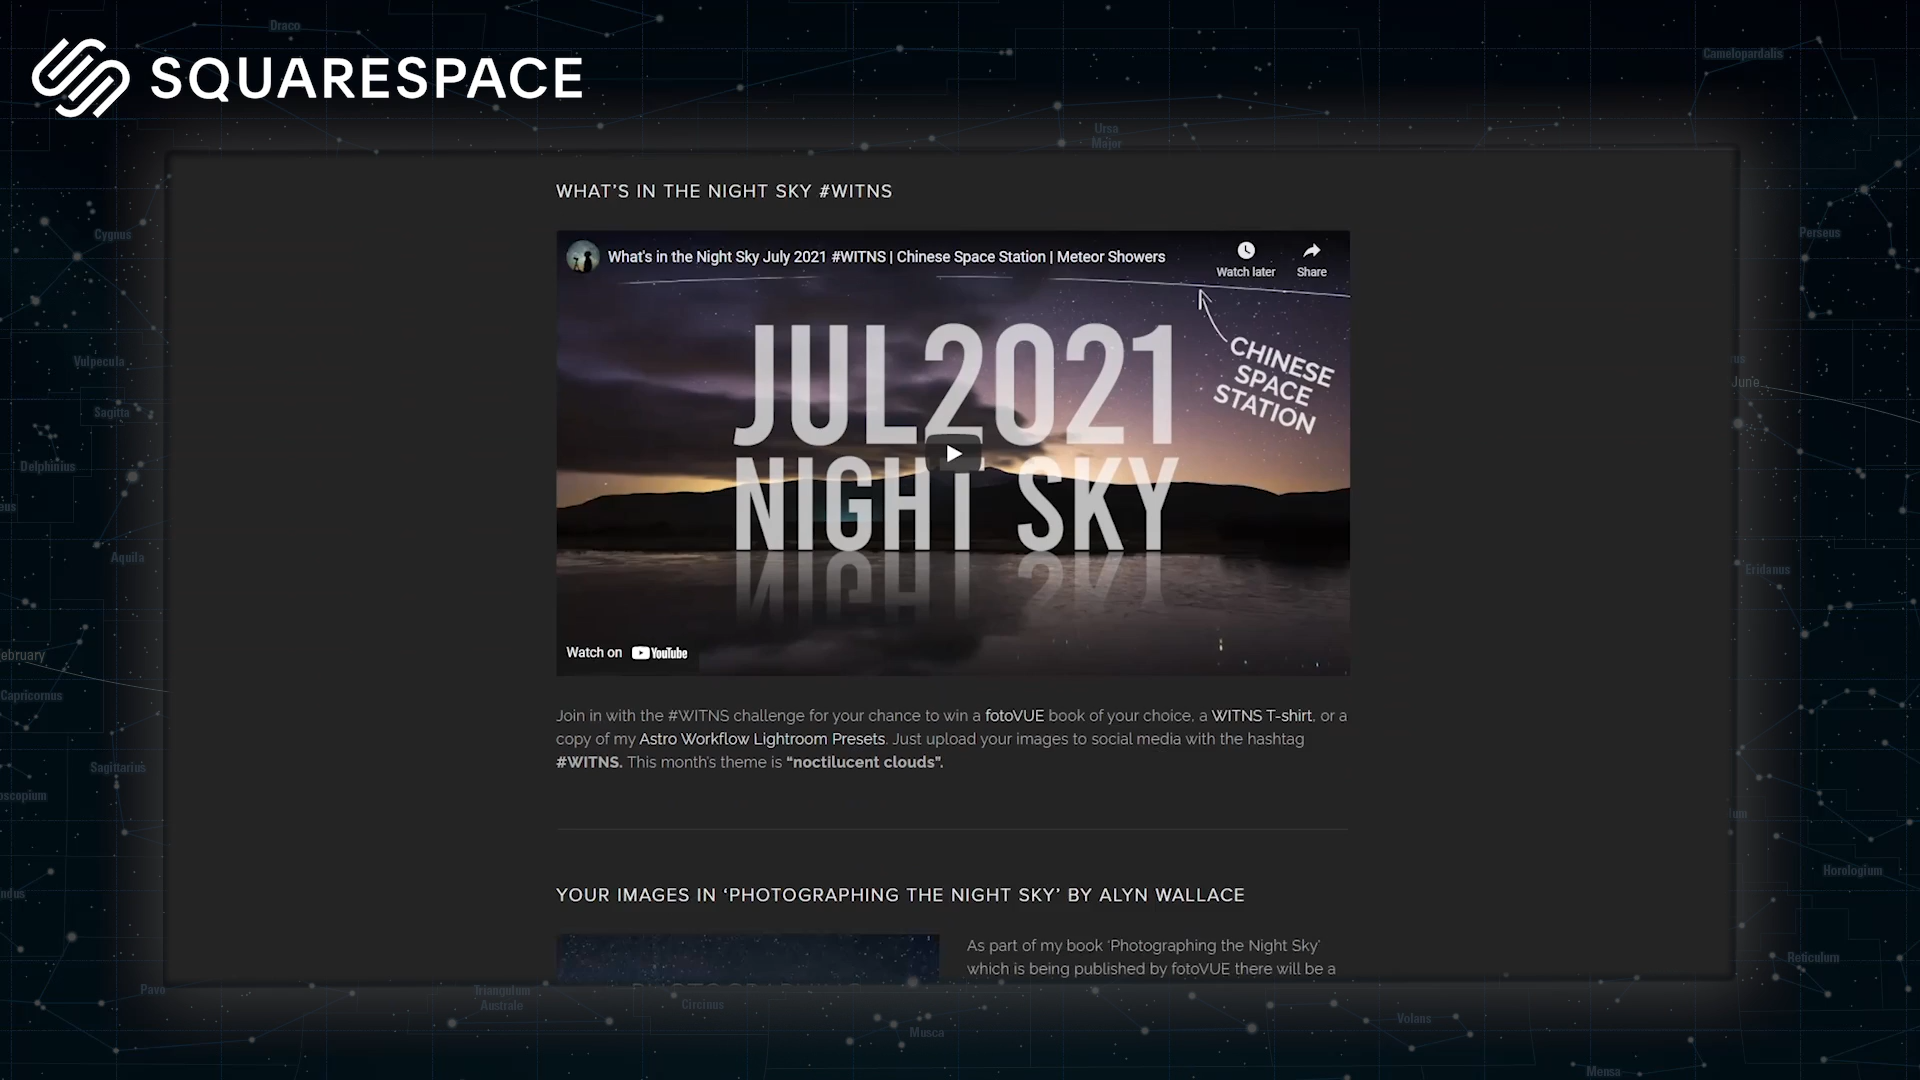 Draco
Camelopardalis
SQUARESPACE
Ursa
Major
WHAT'S IN THE NIGHT SKY #WITNS
Cygnus
Perseus
What's in the Night Sky July 2021 #WITNS | Chinese Space Station | Meteor Showers
Watch later
Share
JUL2021
NIGHT SKY
CHINESE
SPACE
STATION
Vulpecula
June
Sagitta
Delphinius
Aquila
Eridanus
Watch on YouTube
ebruary
Capricornus
Join in with the #WITNS challenge for your chance to win a fotoVUE book of your choice, a WITNS T-shirt, or a
copy of my Astro Workflow Lightroom Presets. Just upload your images to social media with the hashtag
#WITNS. This month's theme is “noctilucent clouds”.
Sagittarius
oscopium
YOUR IMAGES IN ‘PHOTOGRAPHING THE NIGHT SKY’ BY ALYN WALLACE
Horologium
ndus
As part of my book ‘Photographing the Night Sky’
which is being published by fotoVUE there will be a
Reticulum
Pavo
Triangulum
Australe
Circinus
Musca
Volans
Mensa